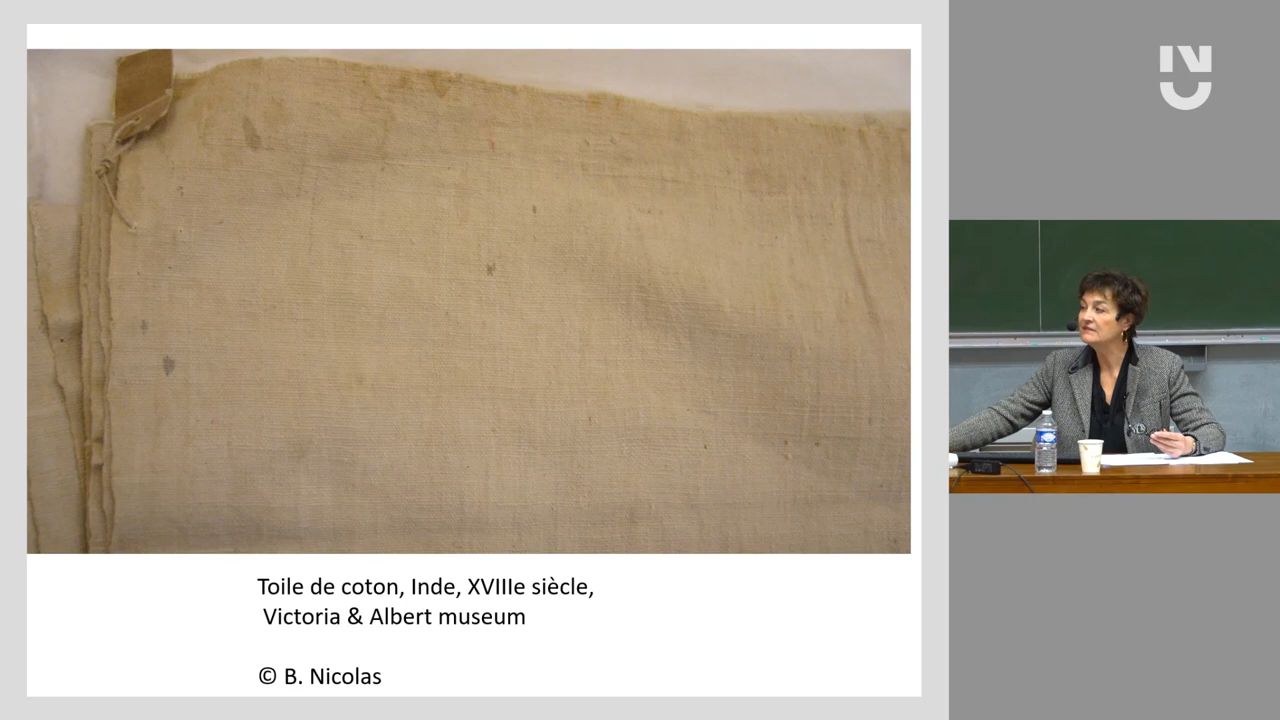 Toile de coton, Inde, XVIIIe siècle,
Victoria & Albert museum
© B. Nicolas